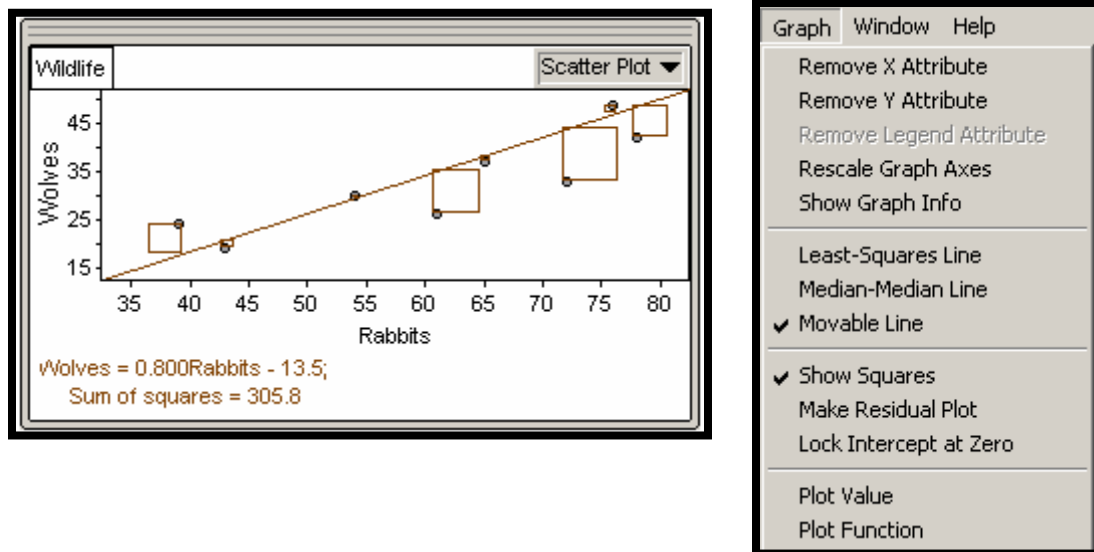 Wildlife
Scatter Plot
Wolves
45
35
25
15
35 40 45 50 55 60 65 70 75 80
Rabbits
Wolves = 0.800Rabbits - 13.5;
Sum of squares = 305.8
Graph Window Help
Remove X Attribute
Remove Y Attribute
Remove Legend Attribute
Rescale Graph Axes
Show Graph Info
Least-Squares Line
Median-Median Line
Movable Line
Show Squares
Make Residual Plot
Lock Intercept at Zero
Plot Value
Plot Function